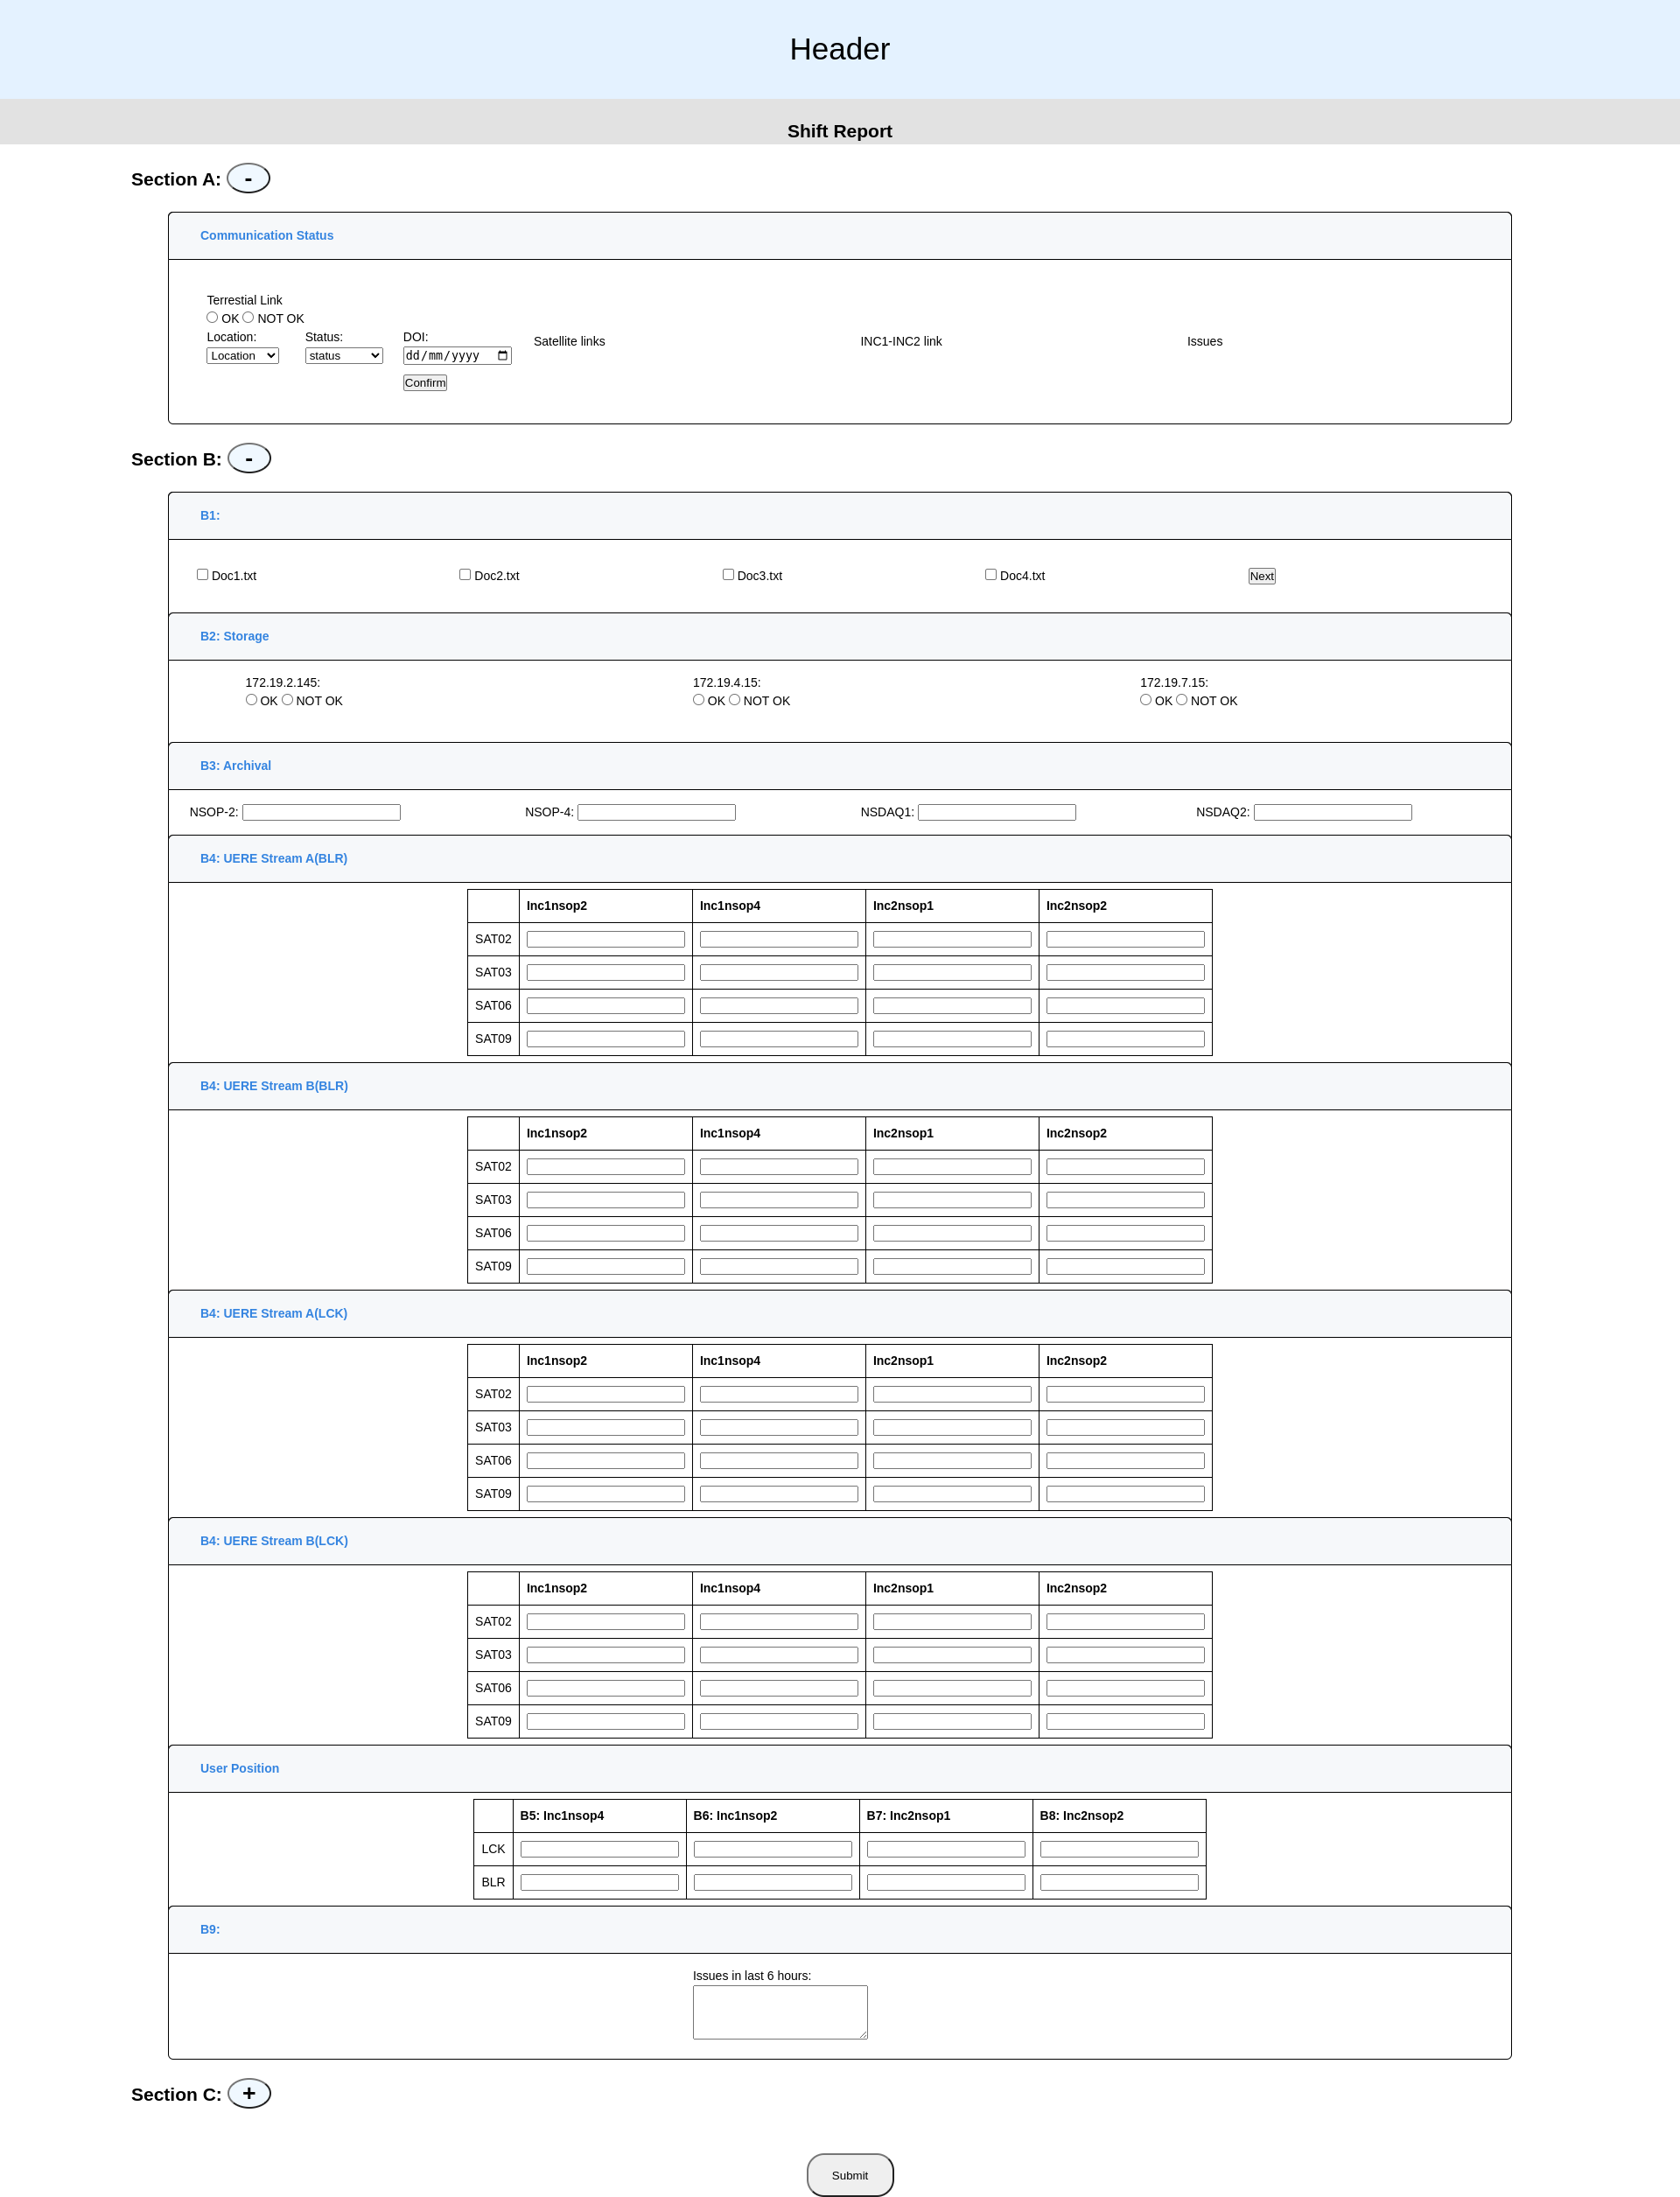 Header
Shift Report
Section A: -
Communication Status
Terrestial Link
OK NOT OK
Location: Status: DOI: Satellite links INC1-INC2 link Issues
Location status dd/mm/yyyy
Confirm
Section B: -
B1:
Doc1.txt Doc2.txt Doc3.txt Doc4.txt Next
B2: Storage
172.19.2.145: 172.19.4.15: 172.19.7.15:
OK NOT OK OK NOT OK OK NOT OK
B3: Archival
NSOP-2: NSOP-4: NSDAQ1: NSDAQ2:
B4: UERE Stream A(BLR)
Inc1nsop2 Inc1nsop4 Inc2nsop1 Inc2nsop2
SAT02
SAT03
SAT06
SAT09
B4: UERE Stream B(BLR)
Inc1nsop2 Inc1nsop4 Inc2nsop1 Inc2nsop2
SAT02
SAT03
SAT06
SAT09
B4: UERE Stream A(LCK)
Inc1nsop2 Inc1nsop4 Inc2nsop1 Inc2nsop2
SAT02
SAT03
SAT06
SAT09
B4: UERE Stream B(LCK)
Inc1nsop2 Inc1nsop4 Inc2nsop1 Inc2nsop2
SAT02
SAT03
SAT06
SAT09
User Position
B5: Inc1nsop4 B6: Inc1nsop2 B7: Inc2nsop1 B8: Inc2nsop2
LCK
BLR
B9:
Issues in last 6 hours:
Section C: +
Submit